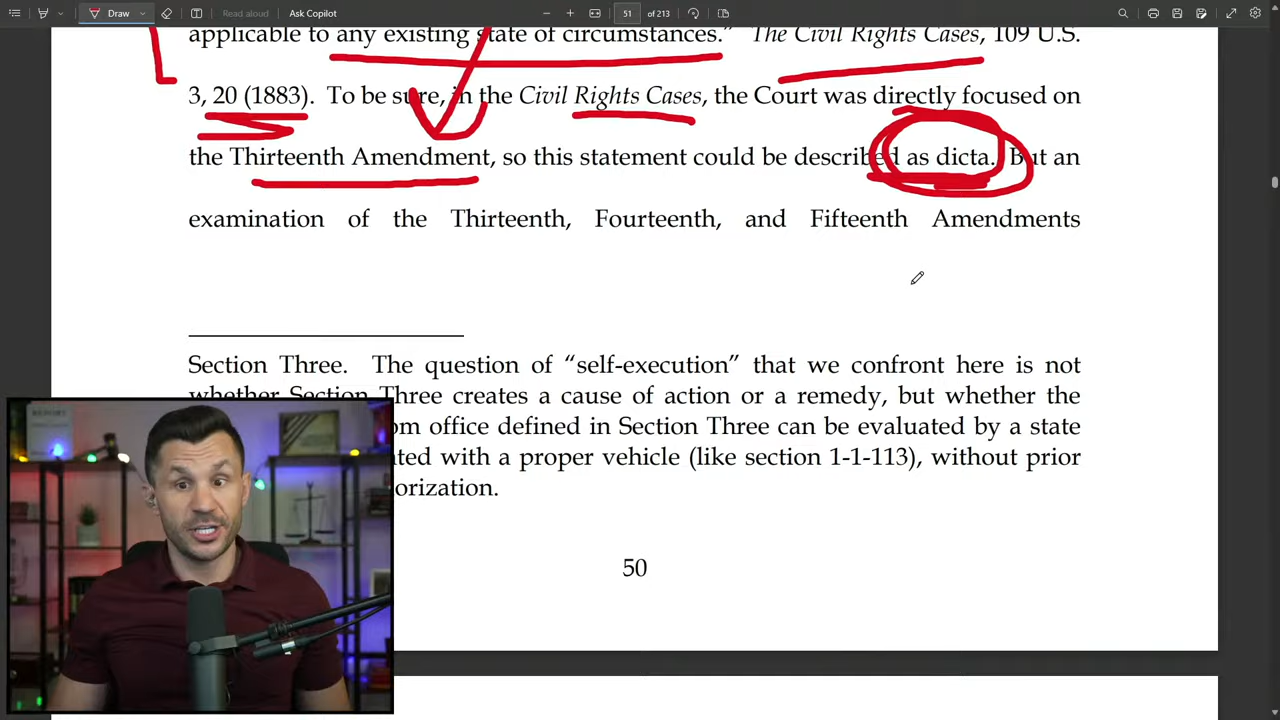 Draw
Read aloud
Ask Copilot
51 of 213
applicable to any existing state of circumstances.” The Civil Rights Cases, 109 U.S.
3, 20 (1883). To be sure, in the Civil Rights Cases, the Court was directly focused on
the Thirteenth Amendment, so this statement could be described as dicta. But an
examination of the Thirteenth, Fourteenth, and Fifteenth Amendments
Section Three. The question of “self-execution” that we confront here is not
whether Section Three creates a cause of action or a remedy, but whether the
om office defined in Section Three can be evaluated by a state
ted with a proper vehicle (like section 1-1-113), without prior
orization.
50